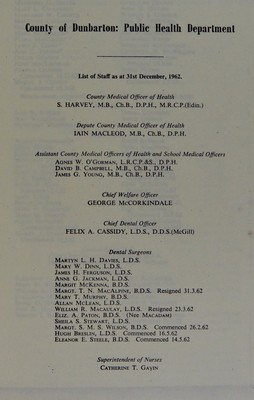 County of Dunbarton: Public Health Department
List of Staff as at 31st December, 1962.
County Medical Officer of Health
S. HARVEY, M.B., Ch.B., D.P.H., M.R.C.P.(Edin.)
Depute County Medical Officer of Health
IAIN MACLEOD, M.B., Ch.B., D.P.H.
Assistant County Medical Officers of Health and School Medical Officers
AGNES W. O'GORMAN, L.R.C.P.&S., D.P.H.
DAVID B. CAMPBELL, M.B., Ch.B., D.P.H.
JAMES G. YOUNG, M.B., Ch.B., D.P.H.
Chief Welfare Officer
GEORGE McCORKINDALE
Chief Dental Officer
FELIX A. CASSIDY, L.D.S., D.D.S.(McGill)
Dental Surgeons
MARTYN L. H. DAVIES, L.D.S.
MARY W. DINN, L.D.S.
JAMES H. FERGUSON, L.D.S.
ANNE G. JACKMAN, L.D.S.
MARGIT McKENNA, B.D.S.
MARGT. T. N. MACALPINE, B.D.S. Resigned 31.3.62
MARY T. MURPHY, B.D.S.
ALLAN McLEAN, L.D.S.
WILLIAM R. MACAULAY, L.D.S. Resigned 23.3.62
ELIZ. A. PATON, B.D.S. (Nee MACADAM)
SHEILA S. STEWART, L.D.S.
MARGT. S. M. S. WILSON, B.D.S. Commenced 26.2.62
HUGH BRESLIN, L.D.S. Commenced 16.5.62
ELEANOR E. STEELE, B.D.S. Commenced 14.5.62
Superintendent of Nurses
CATHERINE T. GAVIN